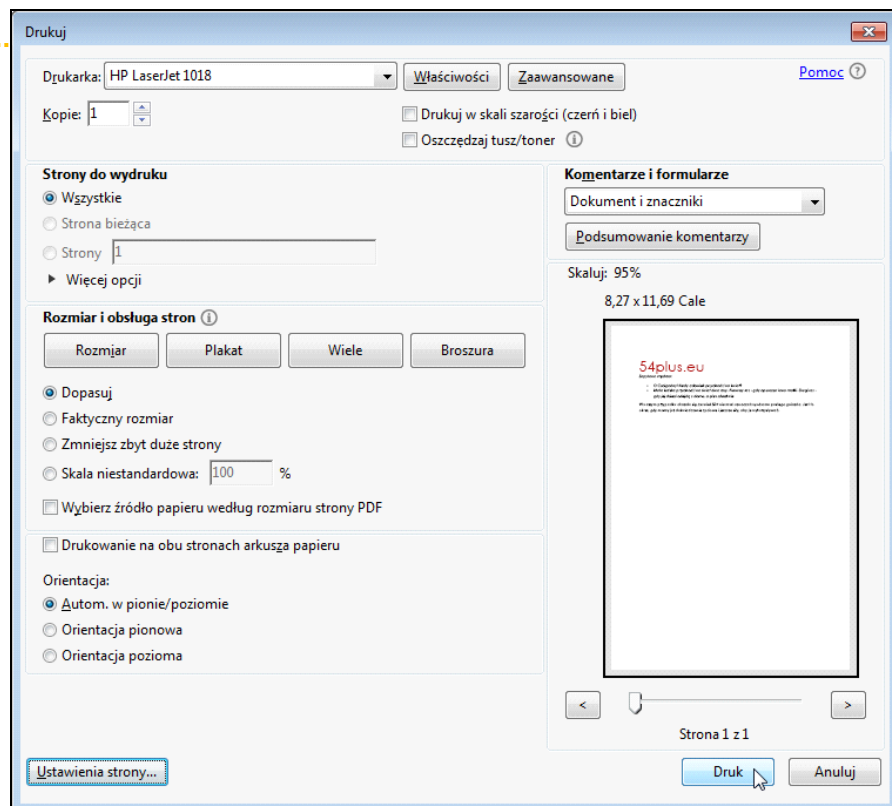 Drukuj
Drukarka: HP LaserJet 1018 Właściwości Zaawansowane Pomoc
Kopie: 1 Drukuj w skali szarości (czerń i biel)
Oszczędzaj tusz/toner
Strony do wydruku
Wszystkie
Strona bieżąca
Strony 1
Więcej opcji
Komentarze i formularze
Dokument i znaczniki
Podsumowanie komentarzy
Rozmiar i obsługa stron
Rozmiar Plakat Wiele Broszura
Dopasuj
Faktyczny rozmiar
Zmniejsz zbyt duże strony
Skala niestandardowa: 100 %
Wybierz źródło papieru według rozmiaru strony PDF
Drukowanie na obu stronach arkusza papieru
Orientacja:
Autom. w pionie/poziomie
Orientacja pionowa
Orientacja pozioma
Skaluj: 95%
8,27 x 11,69 Cale
54plus.eu
< >
Strona 1 z 1
Ustawienia strony... Druk Anuluj